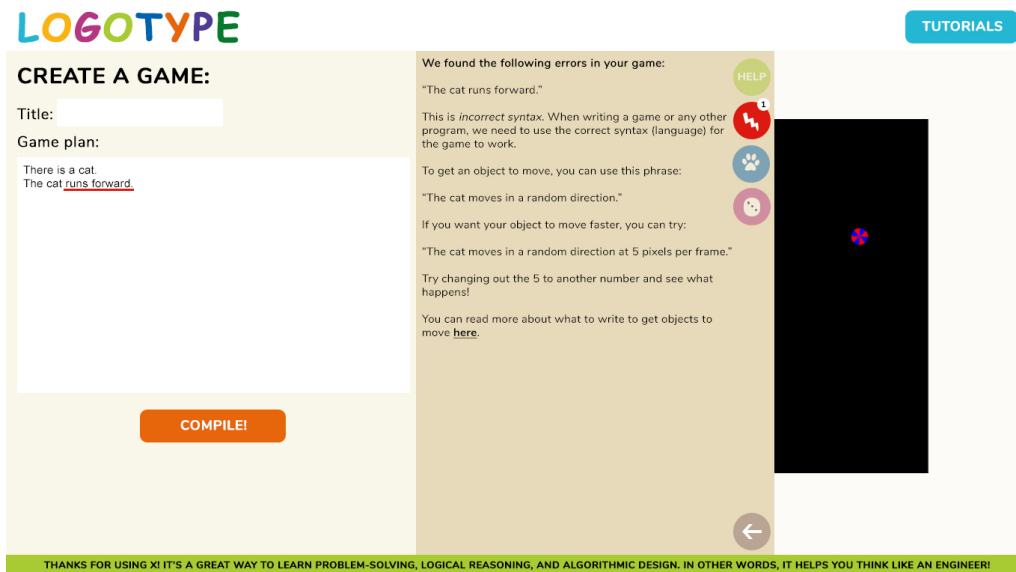 LOGOTYPE
TUTORIALS
CREATE A GAME:
Title:
Game plan:
There is a cat.
The cat runs forward.
COMPILE!
We found the following errors in your game:
“The cat runs forward.”
This is incorrect syntax. When writing a game or any other
program, we need to use the correct syntax (language) for
the game to work.
To get an object to move, you can use this phrase:
“The cat moves in a random direction.”
If you want your object to move faster, you can try:
“The cat moves in a random direction at 5 pixels per frame.”
Try changing out the 5 to another number and see what
happens!
You can read more about what to write to get objects to
move here.
HELP
1
THANKS FOR USING X! IT'S A GREAT WAY TO LEARN PROBLEM-SOLVING, LOGICAL REASONING, AND ALGORITHMIC DESIGN. IN OTHER WORDS, IT HELPS YOU THINK LIKE AN ENGINEER!